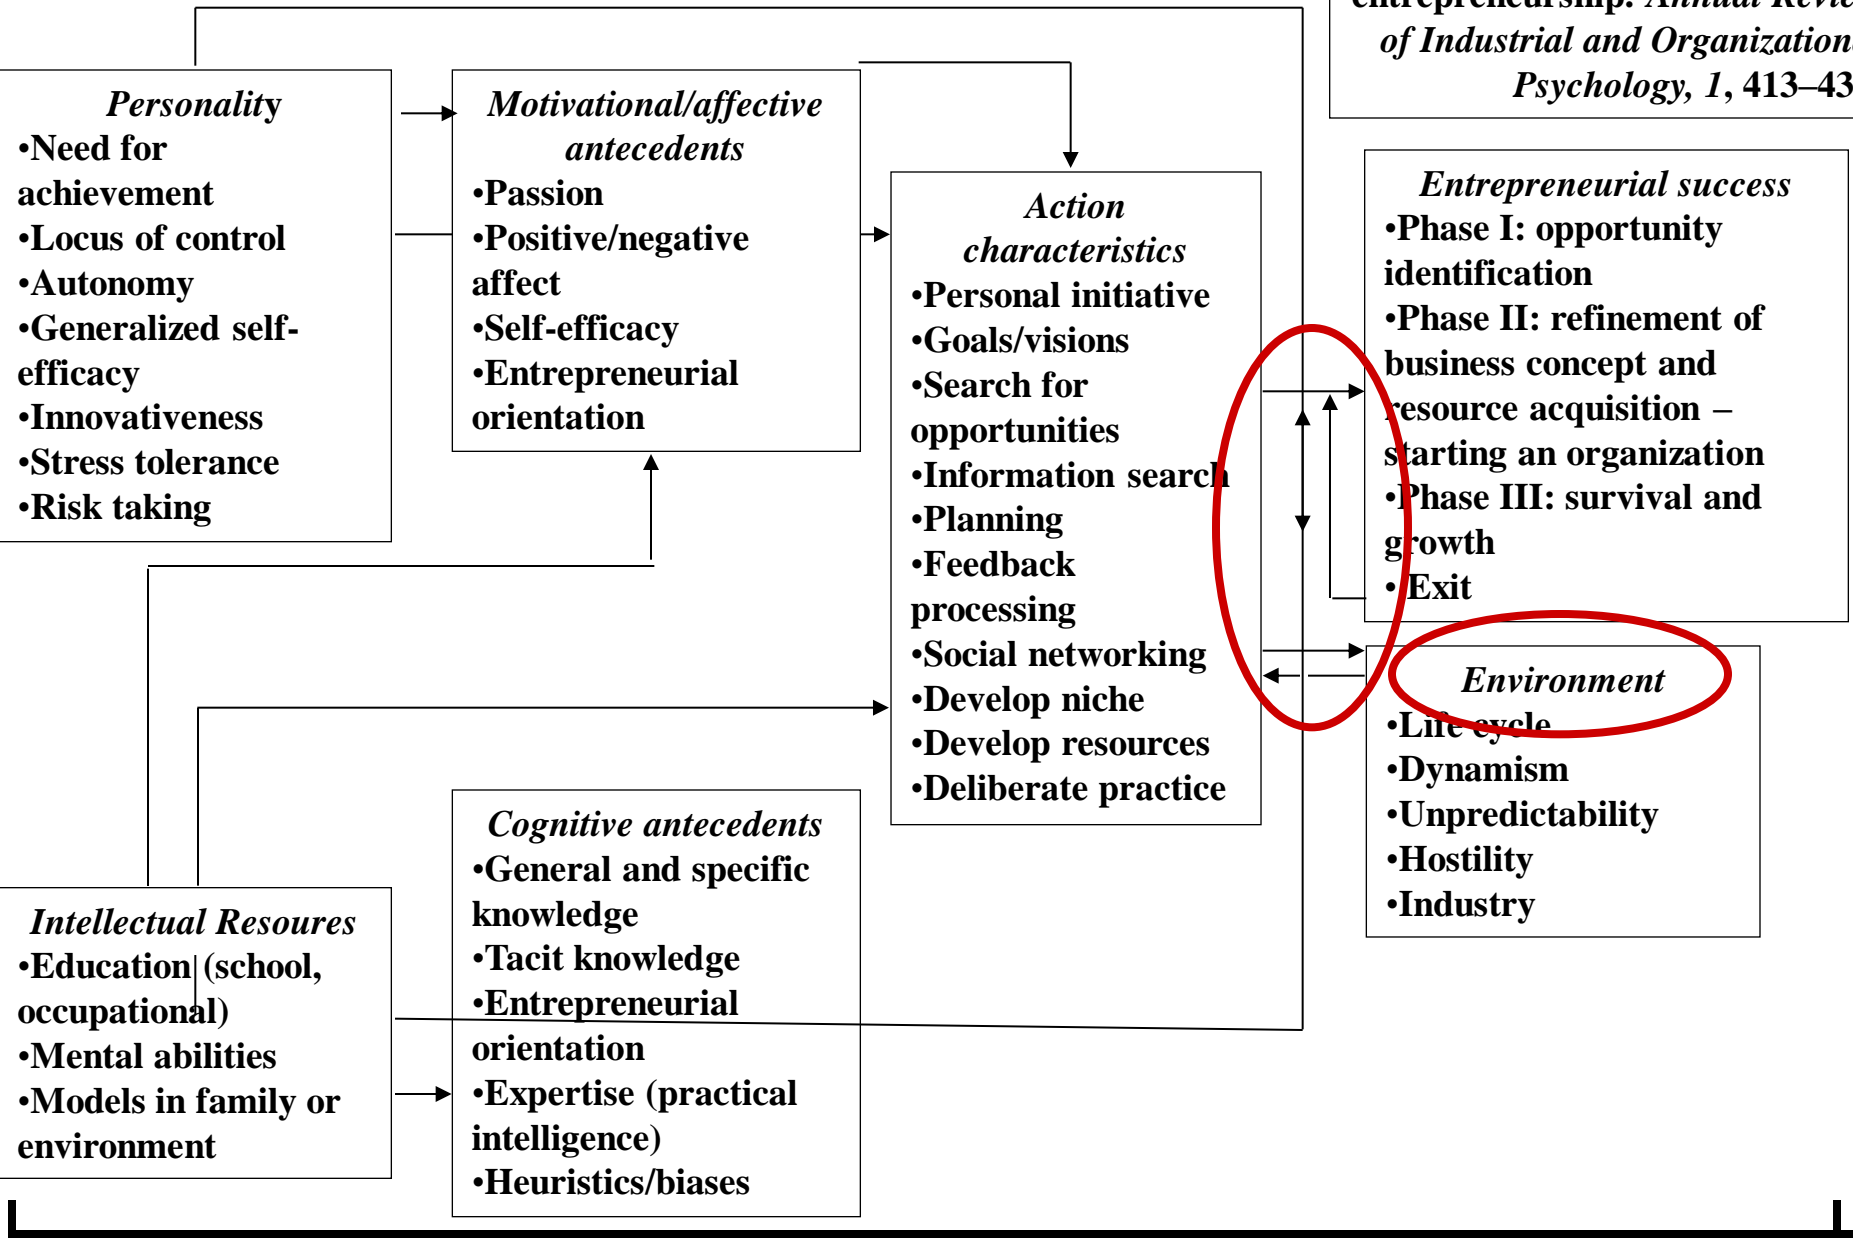 entrepreneurship. Annual Revie
of Industrial and Organization
Psychology, 1, 413–43
Personality
•Need for
achievement
•Locus of control
•Autonomy
•Generalized self-
efficacy
•Innovativeness
•Stress tolerance
•Risk taking
Motivational/affective
antecedents
•Passion
•Positive/negative
affect
•Self-efficacy
•Entrepreneurial
orientation
Action
characteristics
•Personal initiative
•Goals/visions
•Search for
opportunities
•Information search
•Planning
•Feedback
processing
•Social networking
•Develop niche
•Develop resources
•Deliberate practice
Entrepreneurial success
•Phase I: opportunity
identification
•Phase II: refinement of
business concept and
resource acquisition –
starting an organization
•Phase III: survival and
growth
• Exit
Environment
•Life cycle
•Dynamism
•Unpredictability
•Hostility
•Industry
Intellectual Resoures
•Education (school,
occupational)
•Mental abilities
•Models in family or
environment
Cognitive antecedents
•General and specific
knowledge
•Tacit knowledge
•Entrepreneurial
orientation
•Expertise (practical
intelligence)
•Heuristics/biases